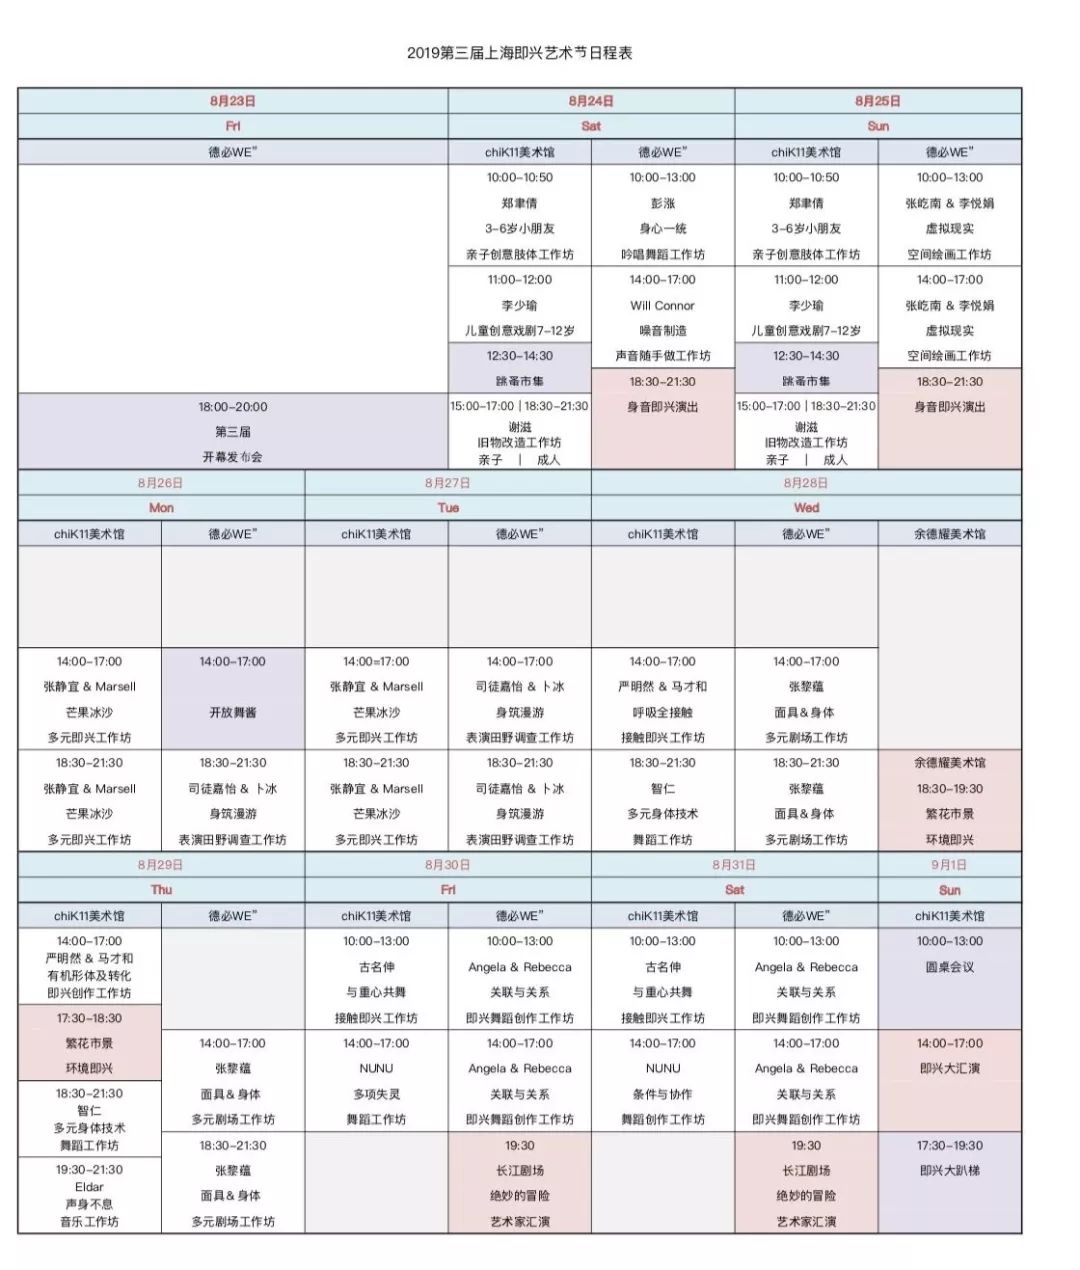 2019第三届上海即兴艺术节日程表
8月23日
8月24日
8月25日
Fri
Sat
Sun
德必WE”
chiK11美术馆
德必WE”
chiK11美术馆
德必WE”
18:00-20:00
第三届
开幕发布会
10:00-10:50
郑聿倩
3-6岁小朋友
亲子创意肢体工作坊
11:00-12:00
李少瑜
儿童创意戏剧7-12岁
12:30-14:30
跳蚤市集
15:00-17:00 | 18:30-21:30
谢滋
旧物改造工作坊
亲子 | 成人
10:00-13:00
彭涨
身心一统
吟唱舞蹈工作坊
14:00-17:00
Will Connor
噪音制造
声音随手做工作坊
18:30-21:30
身音即兴演出
10:00-10:50
郑聿倩
3-6岁小朋友
亲子创意肢体工作坊
11:00-12:00
李少瑜
儿童创意戏剧7-12岁
12:30-14:30
跳蚤市集
15:00-17:00 | 18:30-21:30
谢滋
旧物改造工作坊
亲子 | 成人
10:00-13:00
张屹南 & 李悦娟
虚拟现实
空间绘画工作坊
14:00-17:00
张屹南 & 李悦娟
虚拟现实
空间绘画工作坊
18:30-21:30
身音即兴演出
8月26日
8月27日
8月28日
Mon
Tue
Wed
chiK11美术馆
德必WE”
chiK11美术馆
德必WE”
chiK11美术馆
德必WE”
余德耀美术馆
14:00-17:00
张静宜 & Marsell
芒果冰沙
多元即兴工作坊
18:30-21:30
张静宜 & Marsell
芒果冰沙
多元即兴工作坊
14:00-17:00
开放舞酱
18:30-21:30
司徒嘉怡 & 卜冰
身筑漫游
表演田野调查工作坊
14:00=17:00
张静宜 & Marsell
芒果冰沙
多元即兴工作坊
18:30-21:30
张静宜 & Marsell
芒果冰沙
多元即兴工作坊
14:00-17:00
司徒嘉怡 & 卜冰
身筑漫游
表演田野调查工作坊
18:30-21:30
司徒嘉怡 & 卜冰
身筑漫游
表演田野调查工作坊
14:00-17:00
严明然 & 马才和
呼吸全接触
接触即兴工作坊
18:30-21:30
智仁
多元身体技术
舞蹈工作坊
14:00-17:00
张黎蕴
面具&身体
多元剧场工作坊
18:30-21:30
张黎蕴
面具&身体
多元剧场工作坊
余德耀美术馆
18:30-19:30
繁花市景
环境即兴
8月29日
8月30日
8月31日
9月1日
Thu
Fri
Sat
Sun
chiK11美术馆
德必WE”
chiK11美术馆
德必WE”
chiK11美术馆
德必WE”
chiK11美术馆
14:00-17:00
严明然 & 马才和
有机形体及转化
即兴创作工作坊
17:30-18:30
繁花市景
环境即兴
18:30-21:30
智仁
多元身体技术
舞蹈工作坊
19:30-21:30
Eldar
声身不息
音乐工作坊
14:00-17:00
张黎蕴
面具&身体
多元剧场工作坊
18:30-21:30
张黎蕴
面具&身体
多元剧场工作坊
10:00-13:00
古名伸
与重心共舞
接触即兴工作坊
14:00-17:00
NUNU
多项失灵
舞蹈工作坊
10:00-13:00
Angela & Rebecca
关联与关系
即兴舞蹈创作工作坊
14:00-17:00
Angela & Rebecca
关联与关系
即兴舞蹈创作工作坊
19:30
长江剧场
绝妙的冒险
艺术家汇演
10:00-13:00
古名伸
与重心共舞
接触即兴工作坊
14:00-17:00
NUNU
条件与协作
舞蹈创作工作坊
10:00-13:00
Angela & Rebecca
关联与关系
即兴舞蹈创作工作坊
14:00-17:00
Angela & Rebecca
关联与关系
即兴舞蹈创作工作坊
19:30
长江剧场
绝妙的冒险
艺术家汇演
10:00-13:00
圆桌会议
14:00-17:00
即兴大汇演
17:30-19:30
即兴大趴梯